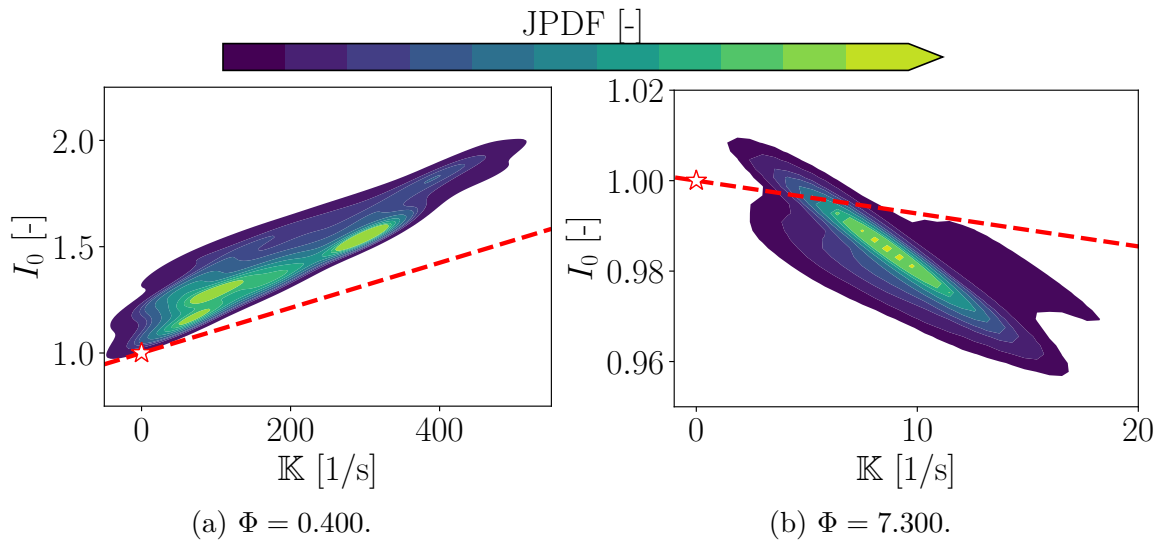 JPDF [-]
2.0
1.5
1.0
I₀ [-]
0 200 400
𝕂 [1/s]
(a) Φ = 0.400.
1.02
1.00
0.98
0.96
I₀ [-]
0 10 20
𝕂 [1/s]
(b) Φ = 7.300.